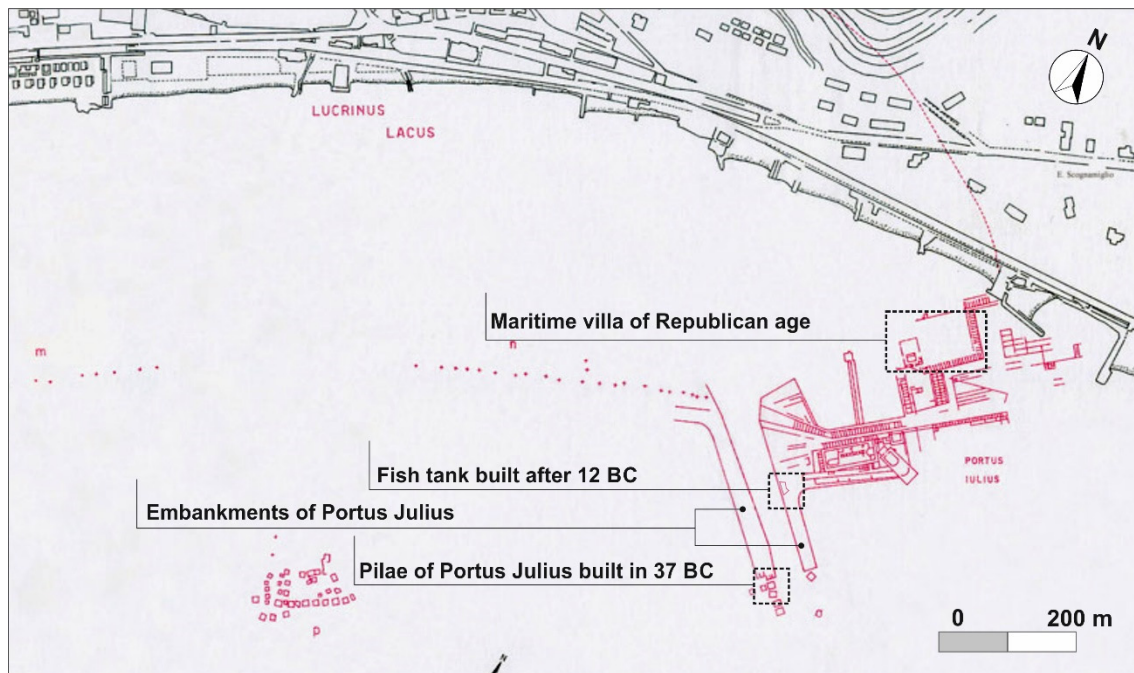 N
LUCRINUS
LACUS
E. Scognamiglio
Maritime villa of Republican age
m
n
Fish tank built after 12 BC
PORTUS
IULIUS
Embankments of Portus Julius
Pilae of Portus Julius built in 37 BC
p
0 200 m
N